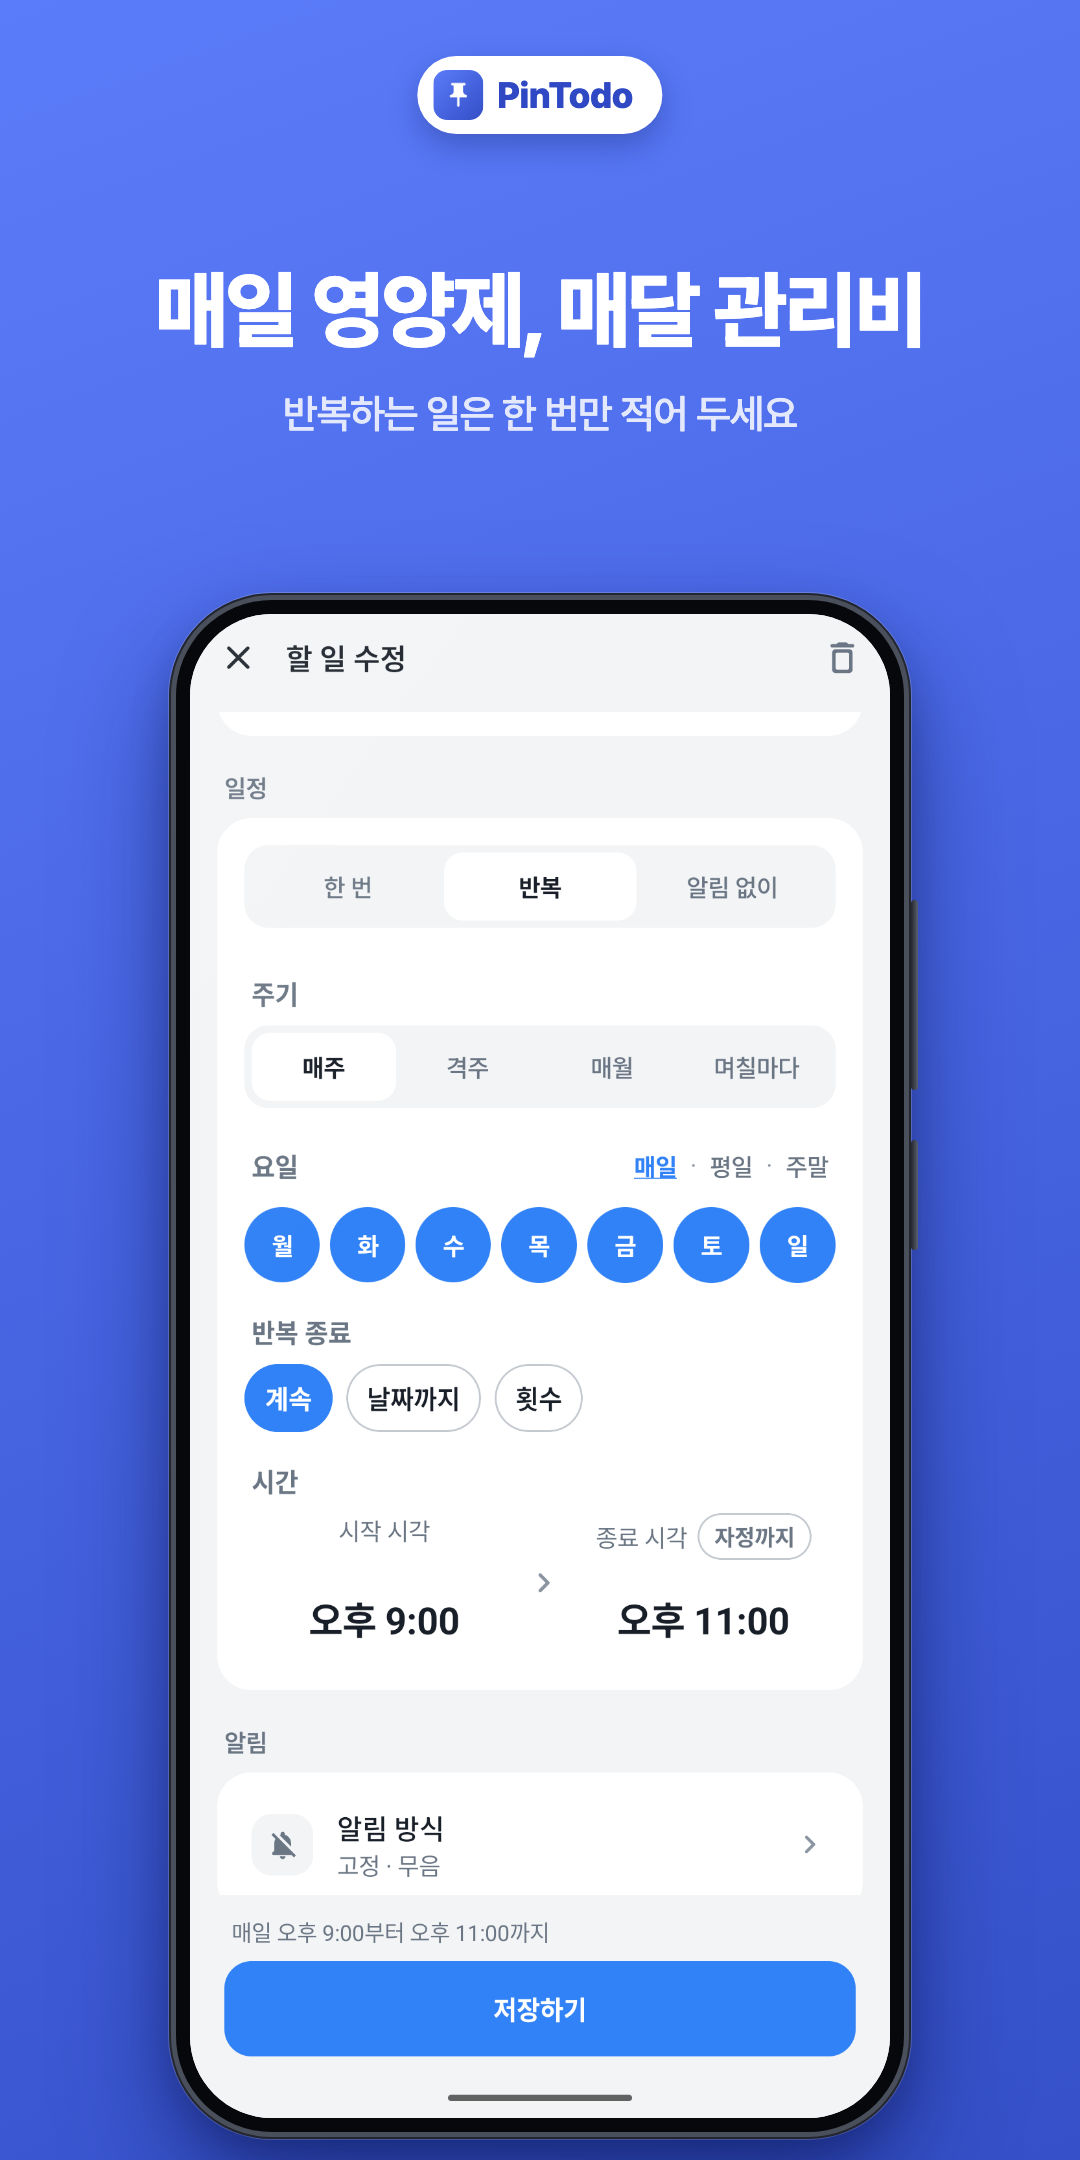 PinTodo
매일 영양제, 매달 관리비
반복하는 일은 한 번만 적어 두세요
할 일 수정
일정
한 번 반복 알림 없이
주기
매주 격주 매월 며칠마다
요일 매일 · 평일 · 주말
월 화 수 목 금 토 일
반복 종료
계속 날짜까지 횟수
시간
시작 시각 종료 시각 자정까지
오후 9:00 오후 11:00
알림
알림 방식
고정 · 무음
매일 오후 9:00부터 오후 11:00까지
저장하기